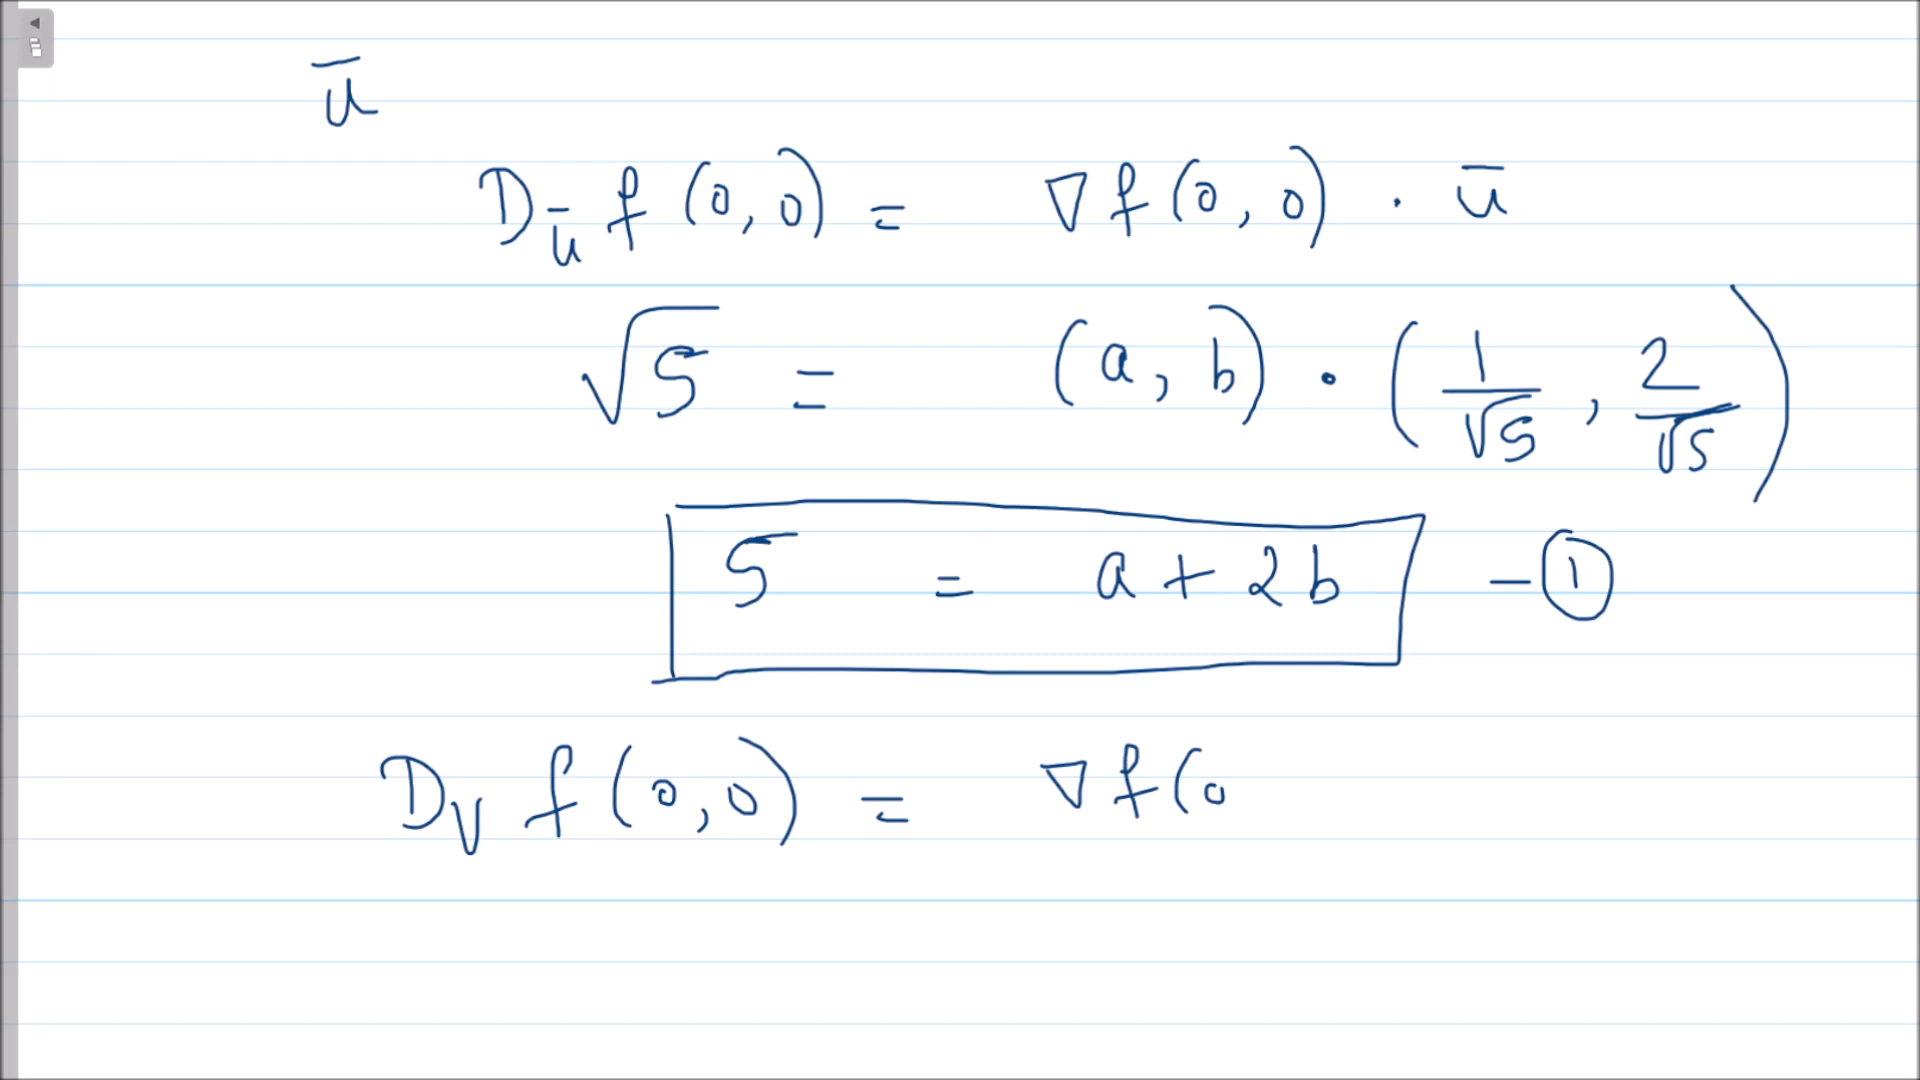 ū
D_ū f(0,0) = ∇f(0,0) · ū
√5 = (a, b) · (1/√5, 2/√5)
5 = a + 2b —①
D_v f(0,0) = ∇f(0